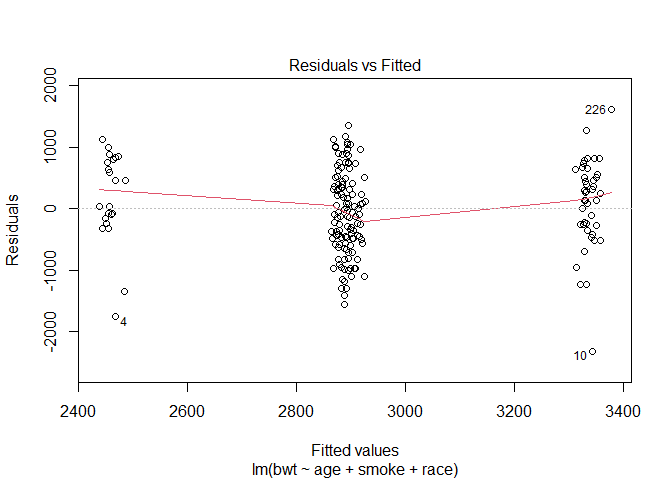 Residuals vs Fitted
2000
1000
0
-1000
-2000
Residuals
226
4
10
2400 2600 2800 3000 3200 3400
Fitted values
lm(bwt ~ age + smoke + race)